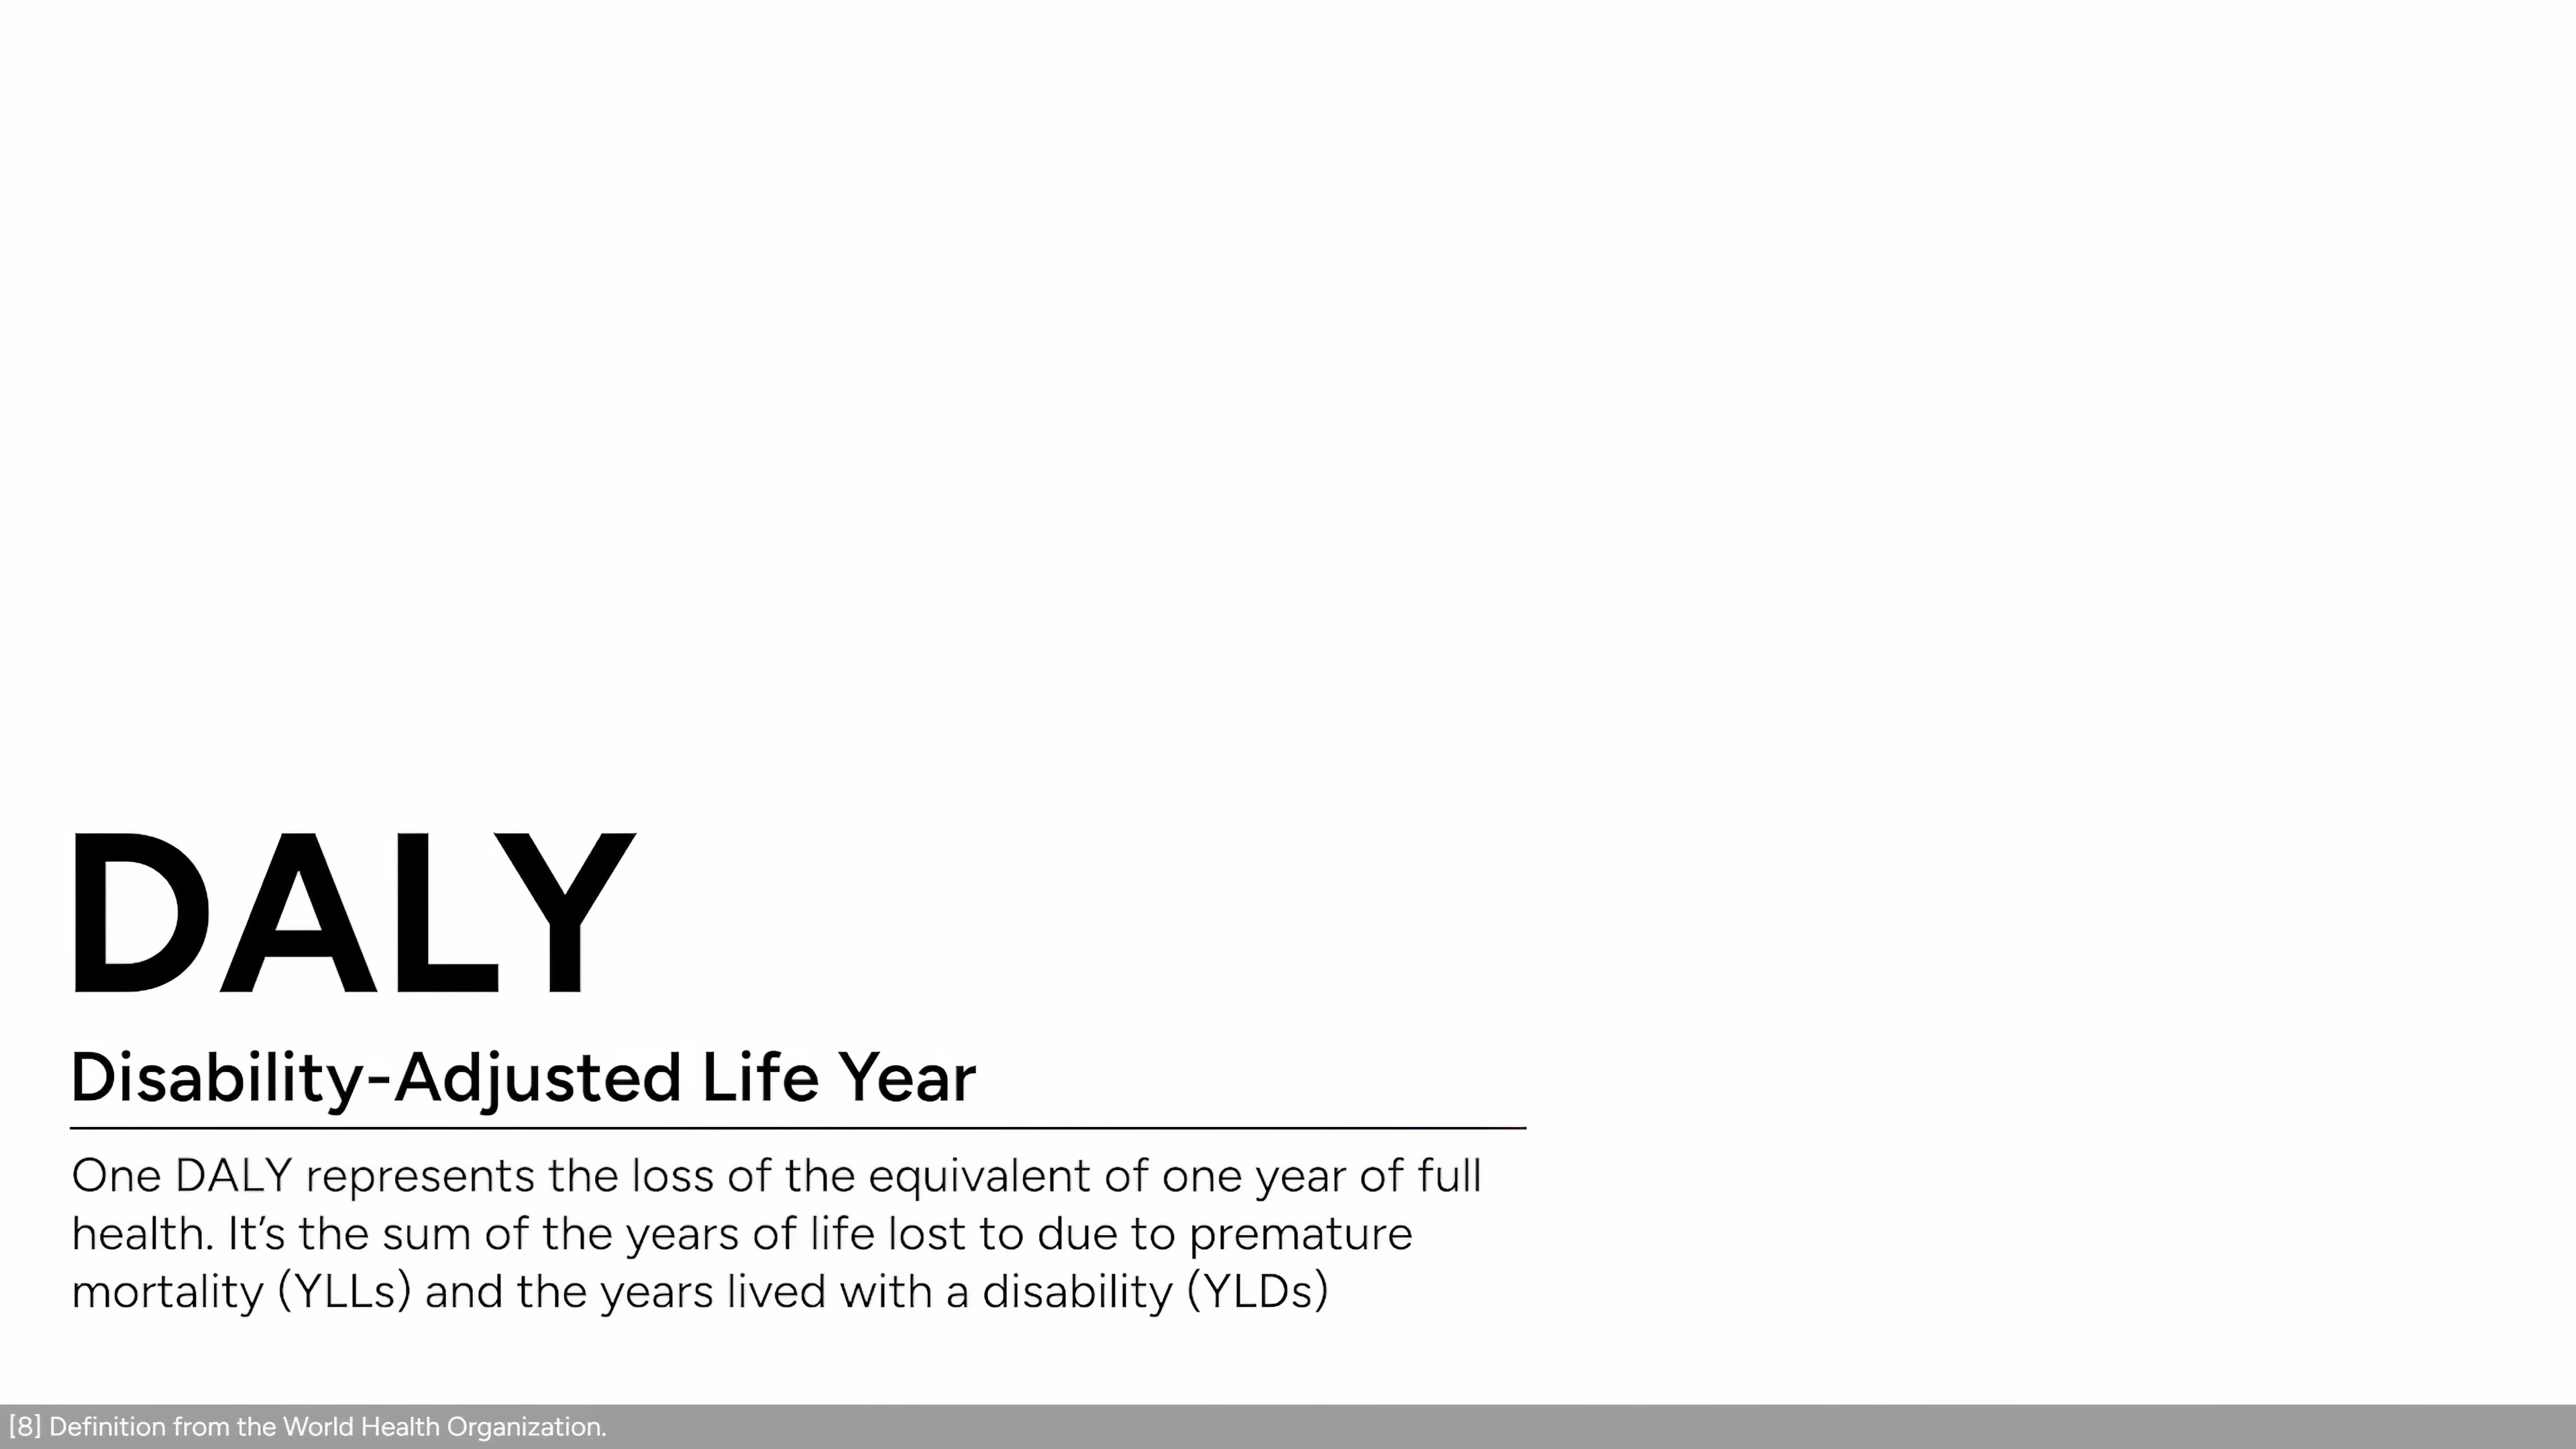 DALY
Disability-Adjusted Life Year
One DALY represents the loss of the equivalent of one year of full
health. It’s the sum of the years of life lost to due to premature
mortality (YLLs) and the years lived with a disability (YLDs)
[8] Definition from the World Health Organization.